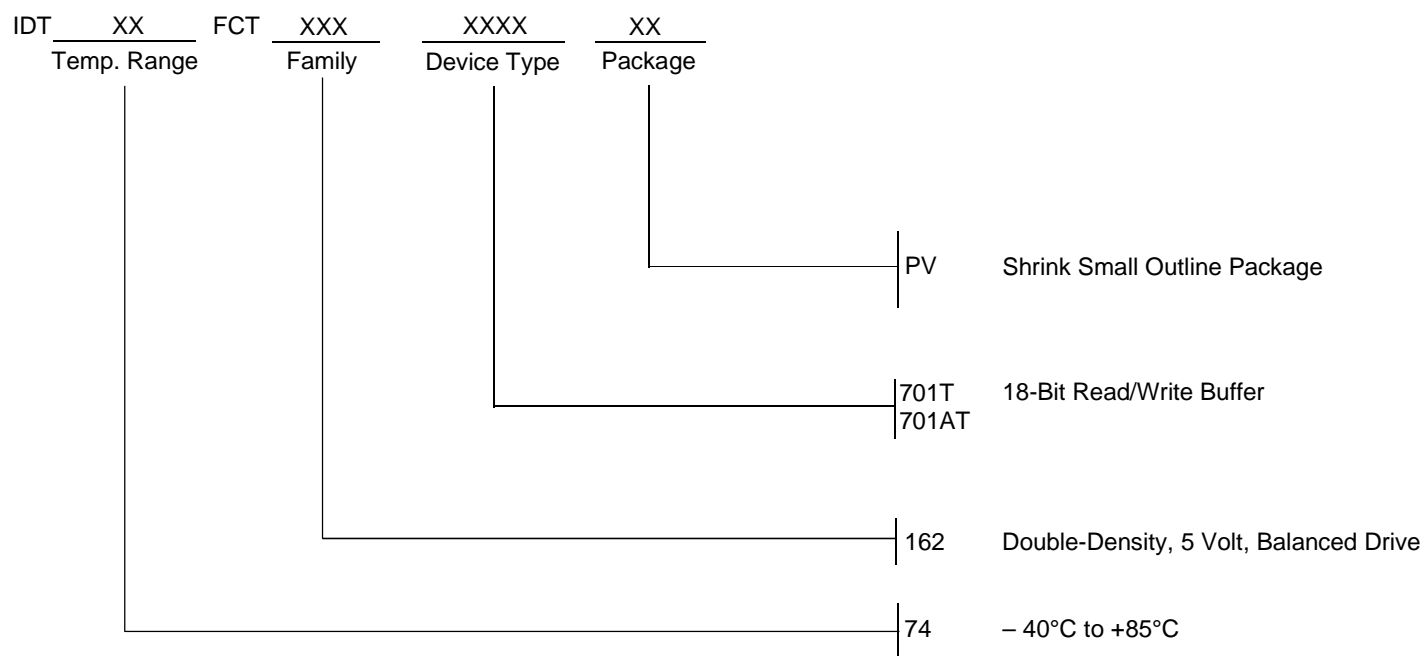 IDT XX FCT XXX XXXX XX
Temp. Range Family Device Type Package
PV Shrink Small Outline Package
701T 18-Bit Read/Write Buffer
701AT
162 Double-Density, 5 Volt, Balanced Drive
74 – 40°C to +85°C